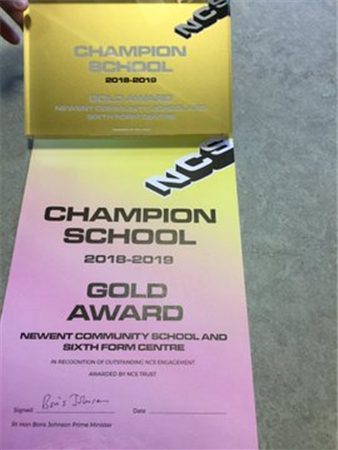 NCS
CHAMPION
SCHOOL
2018-2019
GOLD AWARD
NEWENT COMMUNITY SCHOOL AND
SIXTH FORM CENTRE
NCS
CHAMPION
SCHOOL
2018-2019
GOLD
AWARD
NEWENT COMMUNITY SCHOOL AND
SIXTH FORM CENTRE
IN RECOGNITION OF OUTSTANDING NCS ENGAGEMENT
AWARDED BY NCS TRUST
Signed Boris Johnson Date
Rt Hon Boris Johnson Prime Minister